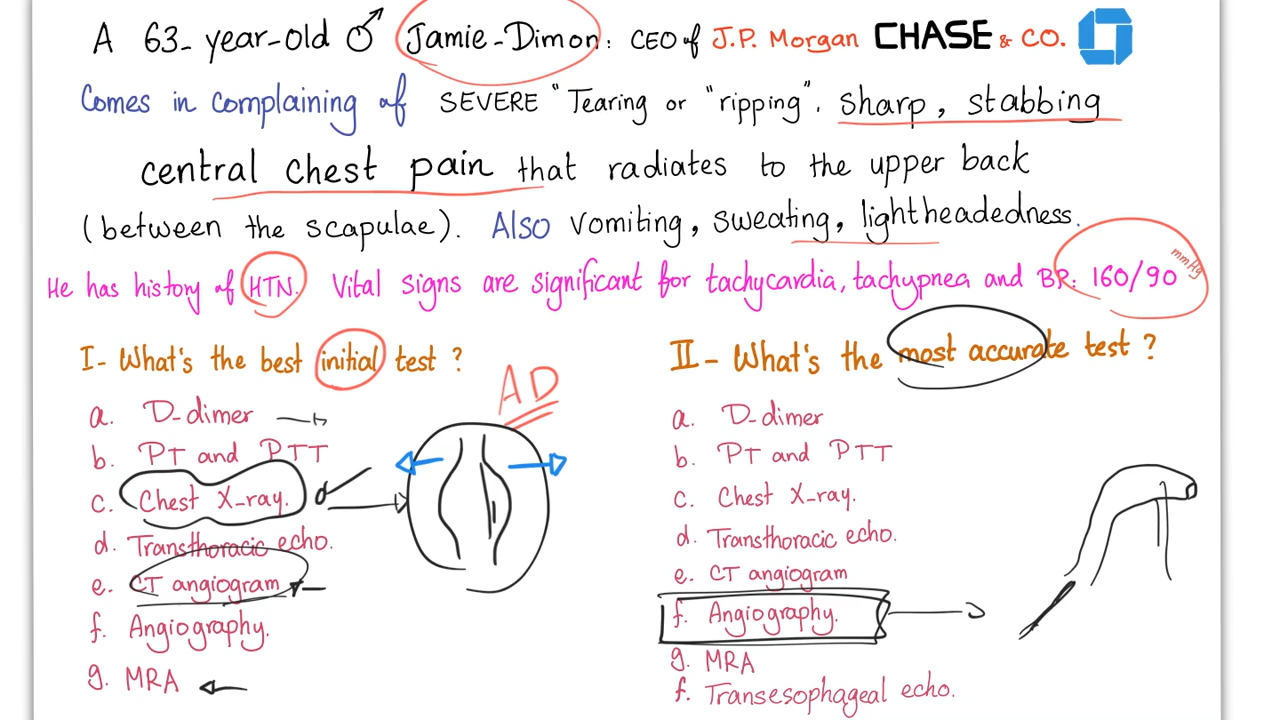 A 63-year-old ♂ Jamie-Dimon: CEO of J.P. Morgan CHASE & CO.
Comes in complaining of SEVERE "Tearing or "ripping". sharp, stabbing
central chest pain that radiates to the upper back
(between the scapulae). Also vomiting, sweating, lightheadedness.
He has history of HTN. Vital signs are significant for tachycardia, tachypnea and BP: 160/90 mmHg
I- What's the best initial test ?
a. D-dimer
b. PT and PTT
c. Chest X-ray.
d. Transthoracic echo.
e. CT angiogram
f. Angiography.
g. MRA
AD
II- What's the most accurate test ?
a. D-dimer
b. PT and PTT
c. Chest X-ray.
d. Transthoracic echo.
e. CT angiogram
f. Angiography.
g. MRA
f. Transesophageal echo.